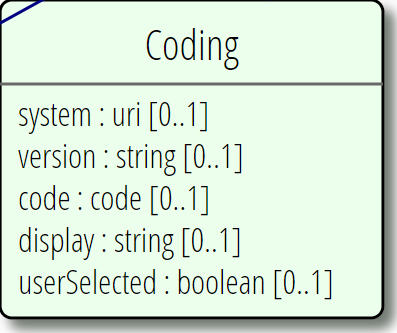 Coding
system : uri [0..1]
version : string [0..1]
code : code [0..1]
display : string [0..1]
userSelected : boolean [0..1]